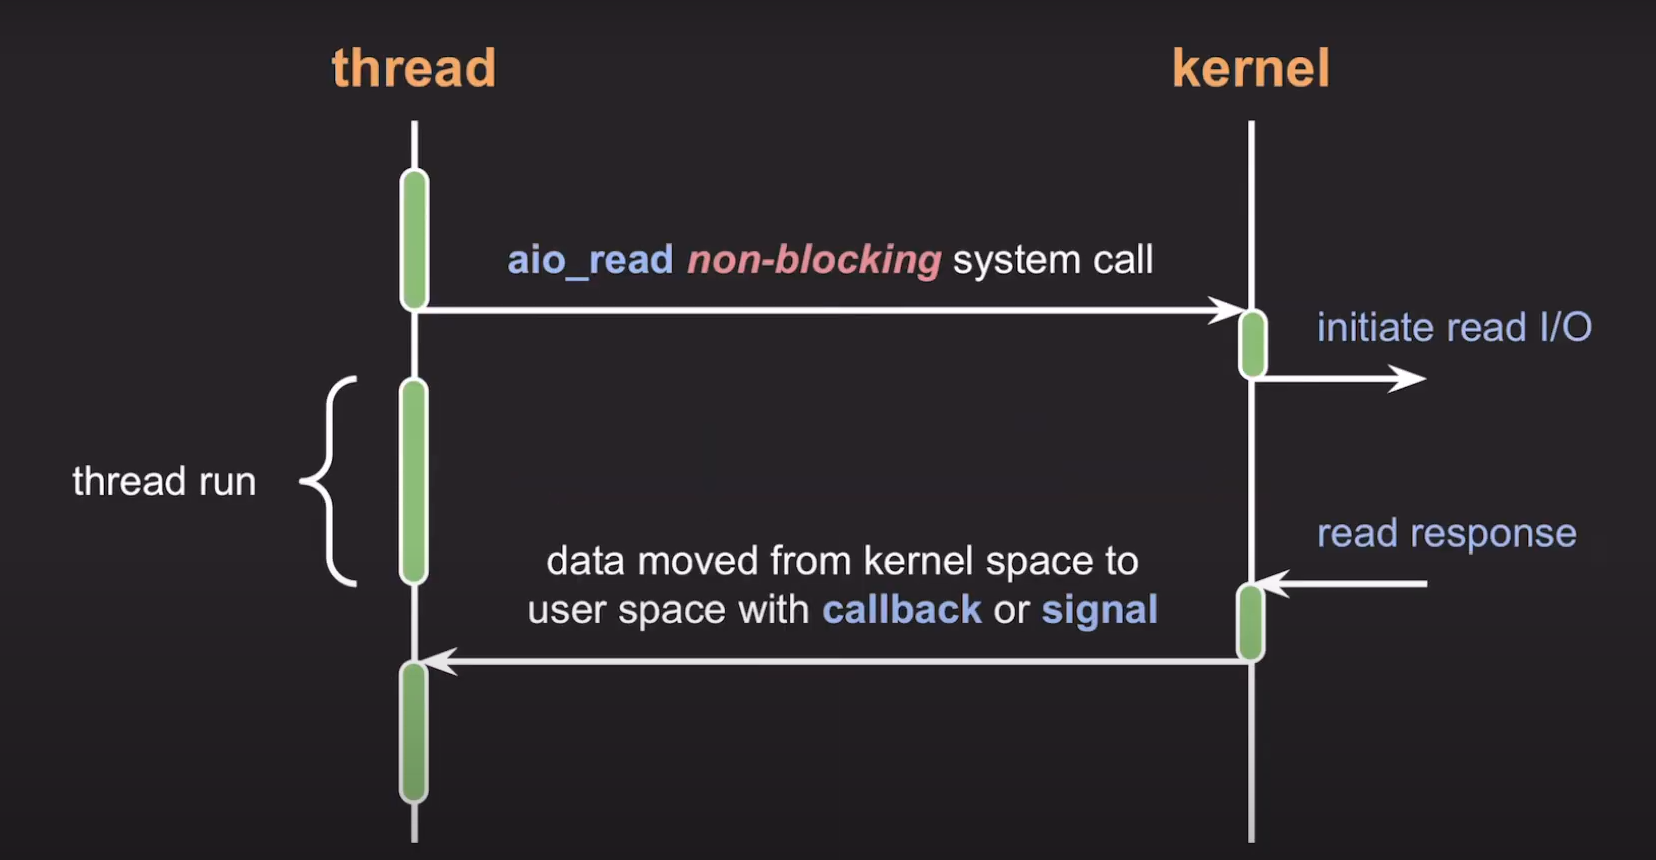 thread
kernel
aio_read non-blocking system call
initiate read I/O
thread run
read response
data moved from kernel space to
user space with callback or signal